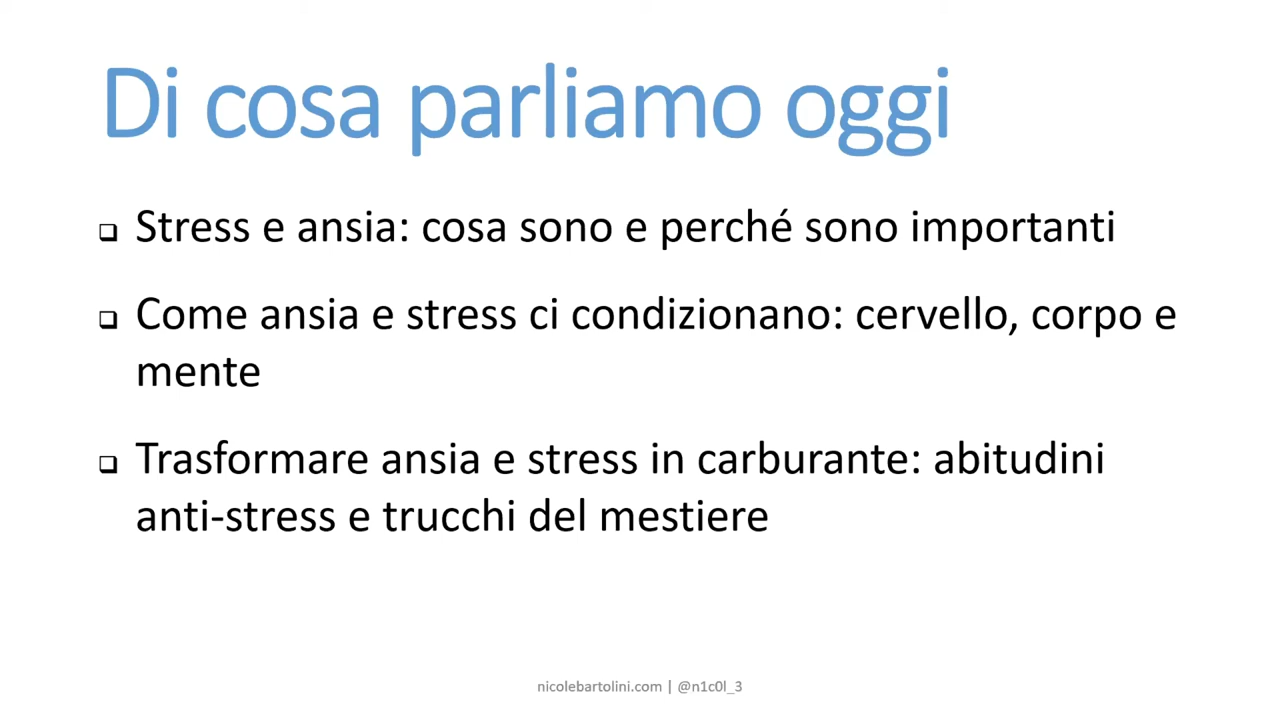 Di cosa parliamo oggi
❑ Stress e ansia: cosa sono e perché sono importanti
❑ Come ansia e stress ci condizionano: cervello, corpo e
mente
❑ Trasformare ansia e stress in carburante: abitudini
anti-stress e trucchi del mestiere
nicolebartolini.com | @n1c0l_3